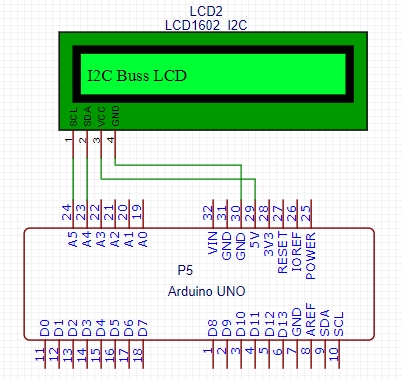 LCD2
LCD1602 I2C
I2C Buss LCD
SCL SDA VCC GND
1 2 3 4
24 23 22 21 20 19 32 31 30 29 28 27 26 25
A5 A4 A3 A2 A1 A0 VIN GND GND 5V 3V3 RESET IOREF POWER
P5
Arduino UNO
D0 D1 D2 D3 D4 D5 D6 D7 D8 D9 D10 D11 D12 D13 GND AREF SDA SCL
11 12 13 14 15 16 17 18 1 2 3 4 5 6 7 8 9 10